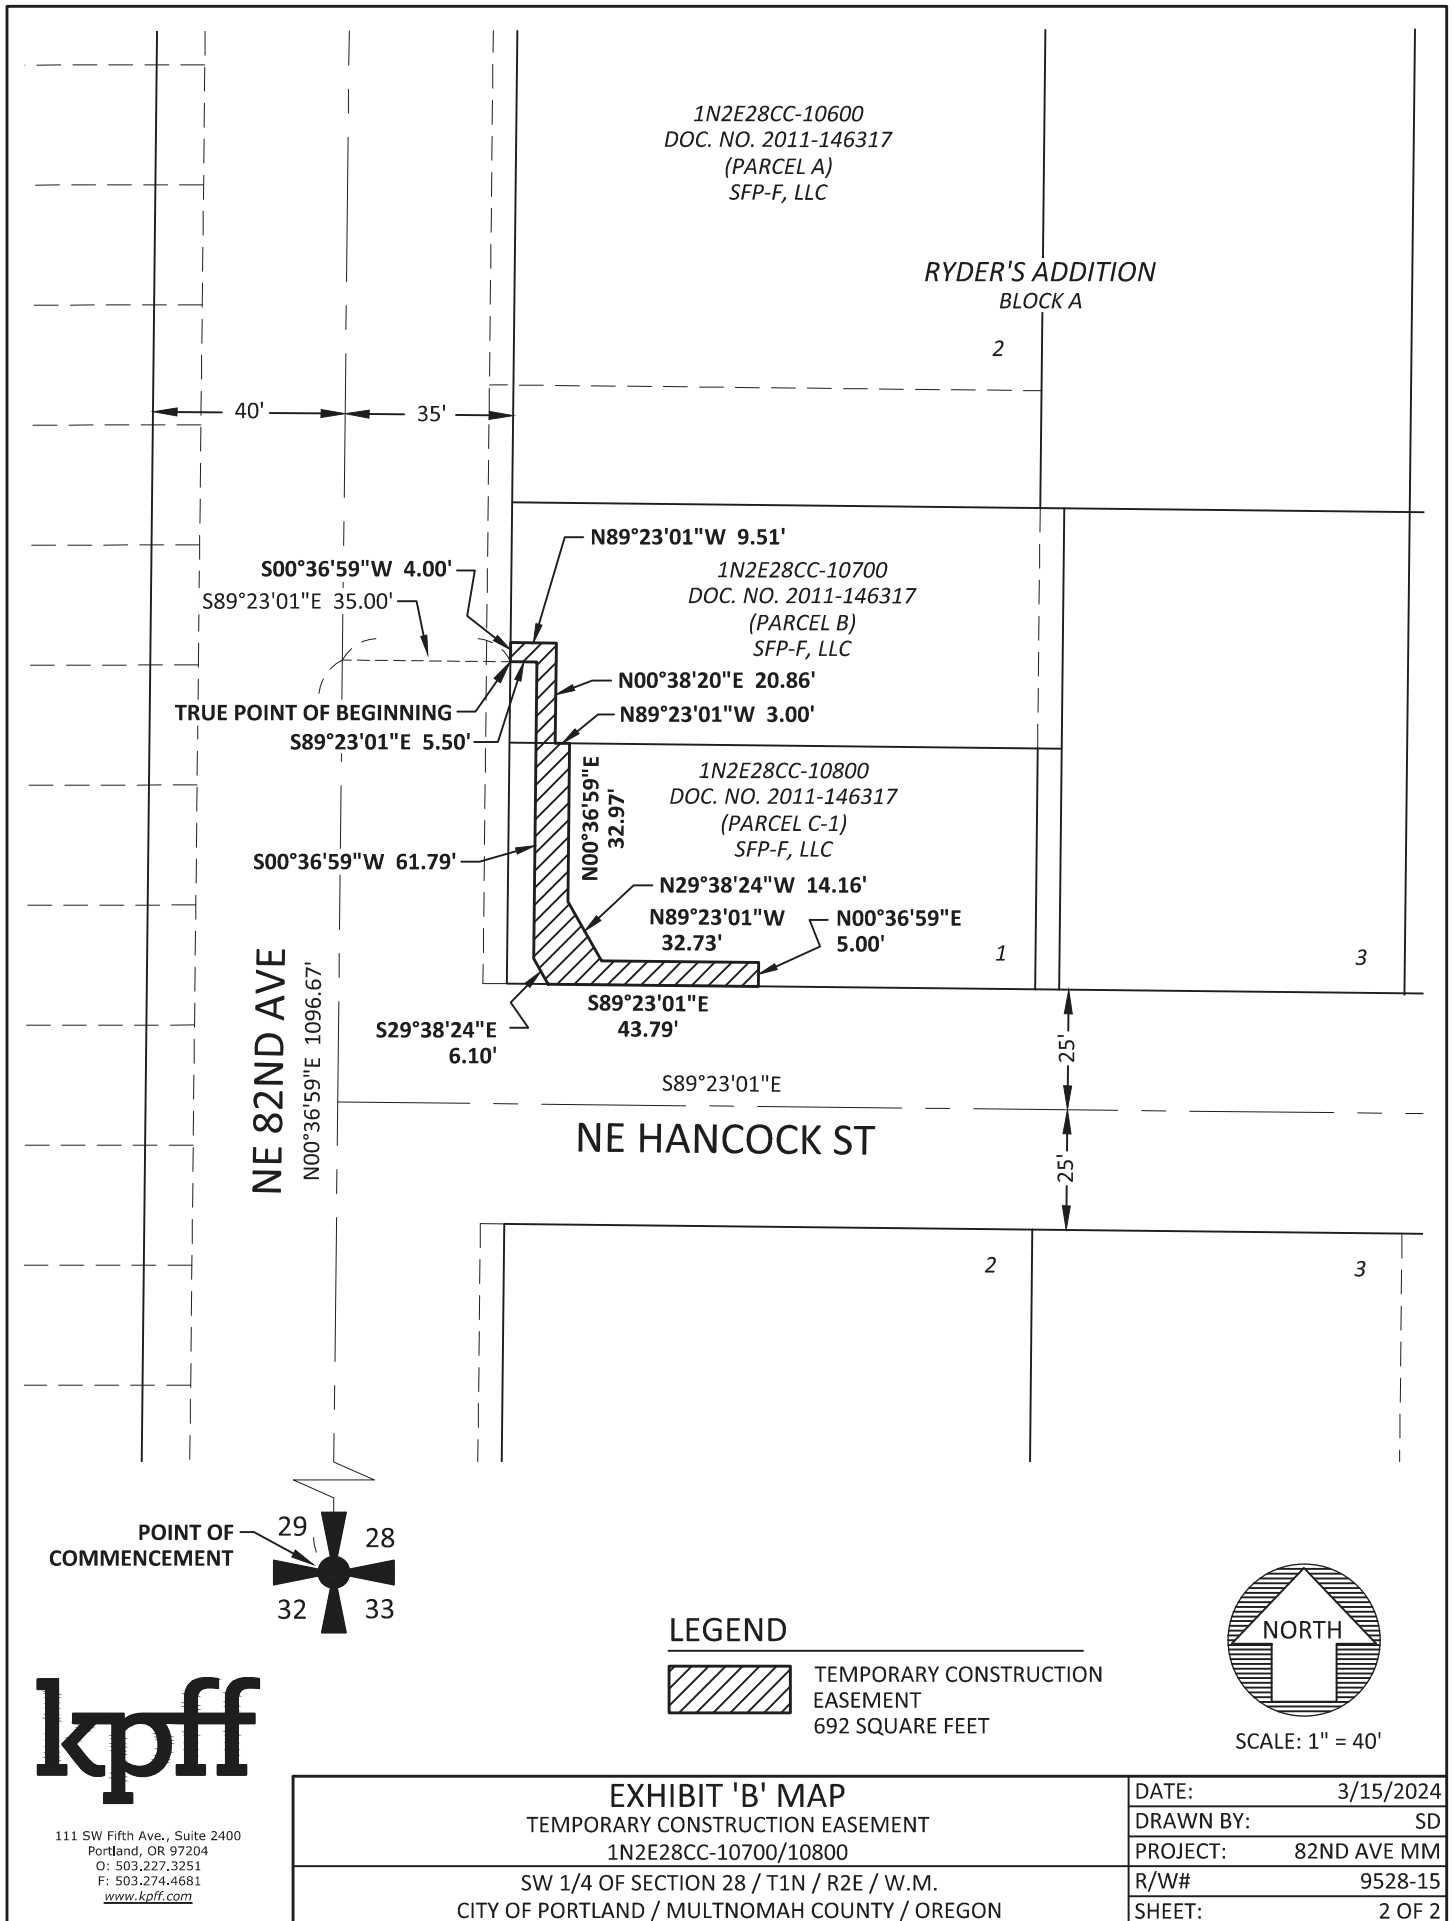 1N2E28CC-10600
DOC. NO. 2011-146317
(PARCEL A)
SFP-F, LLC
RYDER'S ADDITION
BLOCK A
2
40'
35'
N89°23'01"W 9.51'
S00°36'59"W 4.00'
S89°23'01"E 35.00'
1N2E28CC-10700
DOC. NO. 2011-146317
(PARCEL B)
SFP-F, LLC
N00°38'20"E 20.86'
TRUE POINT OF BEGINNING
N89°23'01"W 3.00'
S89°23'01"E 5.50'
N00°36'59"E
32.97'
1N2E28CC-10800
DOC. NO. 2011-146317
(PARCEL C-1)
SFP-F, LLC
S00°36'59"W 61.79'
N29°38'24"W 14.16'
N89°23'01"W
32.73'
N00°36'59"E
5.00'
1
3
S89°23'01"E
43.79'
S29°38'24"E
6.10'
NE 82ND AVE
N00°36'59"E 1096.67'
25'
S89°23'01"E
NE HANCOCK ST
25'
2
3
POINT OF
COMMENCEMENT
29
28
32
33
LEGEND
TEMPORARY CONSTRUCTION
EASEMENT
692 SQUARE FEET
NORTH
SCALE: 1" = 40'
kpff
111 SW Fifth Ave., Suite 2400
Portland, OR 97204
O: 503.227.3251
F: 503.274.4681
www.kpff.com
EXHIBIT 'B' MAP
TEMPORARY CONSTRUCTION EASEMENT
1N2E28CC-10700/10800
SW 1/4 OF SECTION 28 / T1N / R2E / W.M.
CITY OF PORTLAND / MULTNOMAH COUNTY / OREGON
DATE: 3/15/2024
DRAWN BY: SD
PROJECT: 82ND AVE MM
R/W# 9528-15
SHEET: 2 OF 2